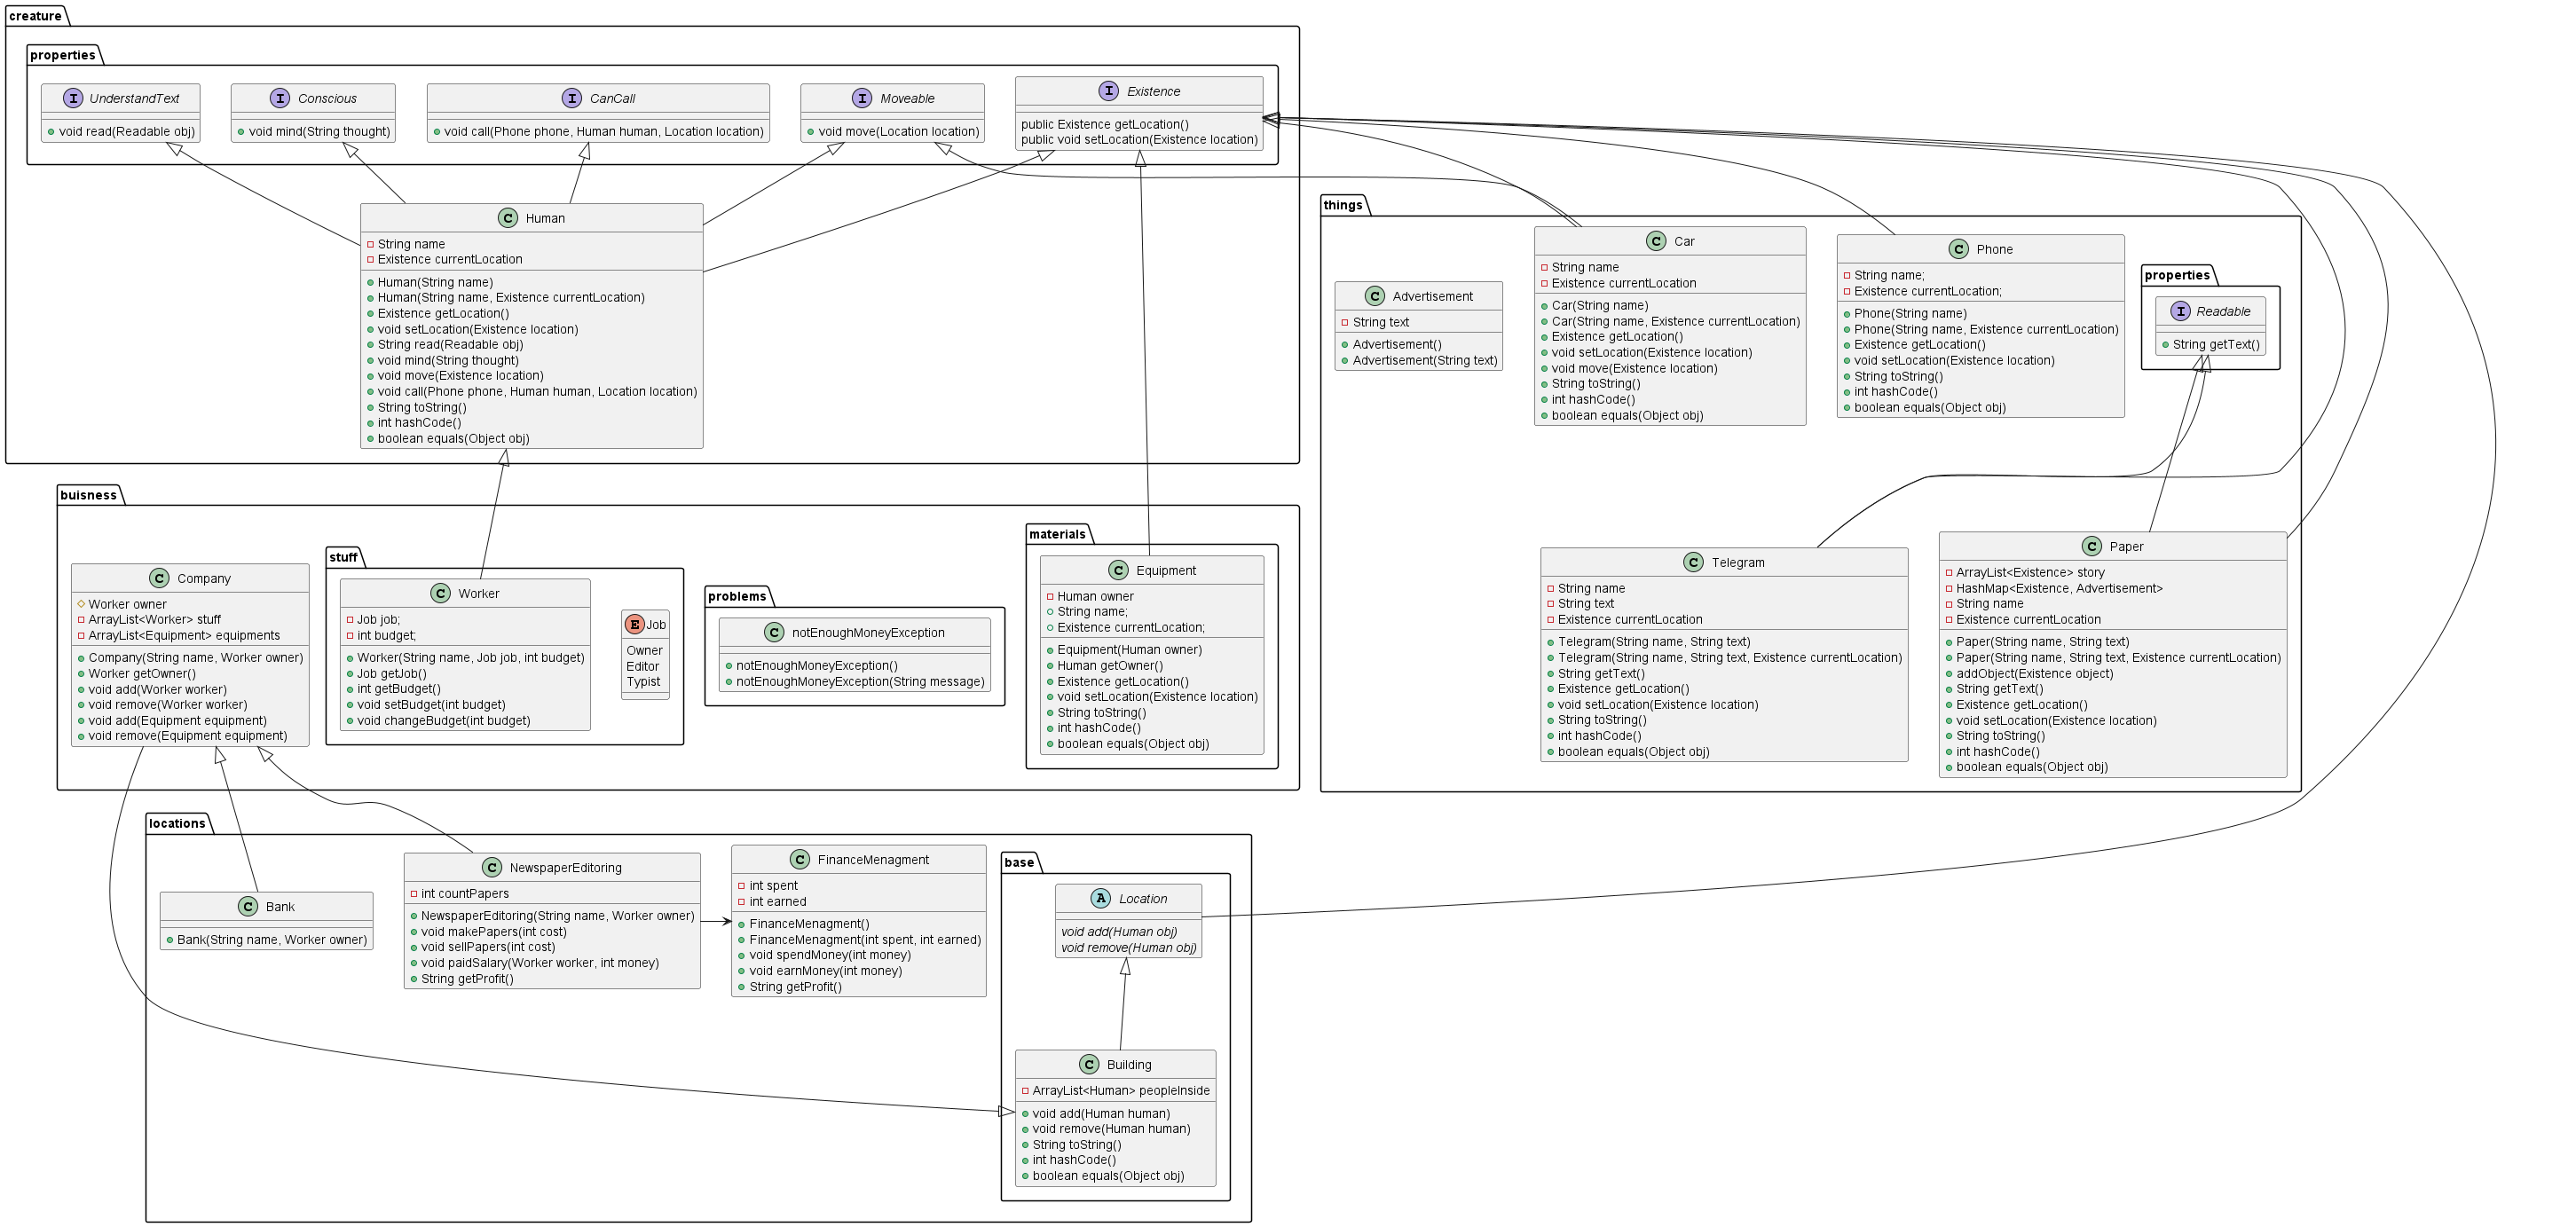 creature
properties
I UnderstandText
void read(Readable obj)
I Conscious
void mind(String thought)
I CanCall
void call(Phone phone, Human human, Location location)
I Moveable
void move(Location location)
I Existence
public Existence getLocation()
public void setLocation(Existence location)
C Human
String name
Existence currentLocation
Human(String name)
Human(String name, Existence currentLocation)
Existence getLocation()
void setLocation(Existence location)
String read(Readable obj)
void mind(String thought)
void move(Existence location)
void call(Phone phone, Human human, Location location)
String toString()
int hashCode()
boolean equals(Object obj)
things
C Advertisement
String text
Advertisement()
Advertisement(String text)
C Car
String name
Existence currentLocation
Car(String name)
Car(String name, Existence currentLocation)
Existence getLocation()
void setLocation(Existence location)
void move(Existence location)
String toString()
int hashCode()
boolean equals(Object obj)
C Phone
String name;
Existence currentLocation;
Phone(String name)
Phone(String name, Existence currentLocation)
Existence getLocation()
void setLocation(Existence location)
String toString()
int hashCode()
boolean equals(Object obj)
properties
I Readable
String getText()
C Telegram
String name
String text
Existence currentLocation
Telegram(String name, String text)
Telegram(String name, String text, Existence currentLocation)
String getText()
Existence getLocation()
void setLocation(Existence location)
String toString()
int hashCode()
boolean equals(Object obj)
C Paper
ArrayList<Existence> story
HashMap<Existence, Advertisement>
String name
Existence currentLocation
Paper(String name, String text)
Paper(String name, String text, Existence currentLocation)
addObject(Existence object)
String getText()
Existence getLocation()
void setLocation(Existence location)
String toString()
int hashCode()
boolean equals(Object obj)
buisness
C Company
Worker owner
ArrayList<Worker> stuff
ArrayList<Equipment> equipments
Company(String name, Worker owner)
Worker getOwner()
void add(Worker worker)
void remove(Worker worker)
void add(Equipment equipment)
void remove(Equipment equipment)
stuff
C Worker
Job job;
int budget;
Worker(String name, Job job, int budget)
Job getJob()
int getBudget()
void setBudget(int budget)
void changeBudget(int budget)
E Job
Owner
Editor
Typist
problems
C notEnoughMoneyException
notEnoughMoneyException()
notEnoughMoneyException(String message)
materials
C Equipment
Human owner
String name;
Existence currentLocation;
Equipment(Human owner)
Human getOwner()
Existence getLocation()
void setLocation(Existence location)
String toString()
int hashCode()
boolean equals(Object obj)
locations
C Bank
Bank(String name, Worker owner)
C NewspaperEditoring
int countPapers
NewspaperEditoring(String name, Worker owner)
void makePapers(int cost)
void sellPapers(int cost)
void paidSalary(Worker worker, int money)
String getProfit()
C FinanceMenagment
int spent
int earned
FinanceMenagment()
FinanceMenagment(int spent, int earned)
void spendMoney(int money)
void earnMoney(int money)
String getProfit()
base
A Location
void add(Human obj)
void remove(Human obj)
C Building
ArrayList<Human> peopleInside
void add(Human human)
void remove(Human human)
String toString()
int hashCode()
boolean equals(Object obj)